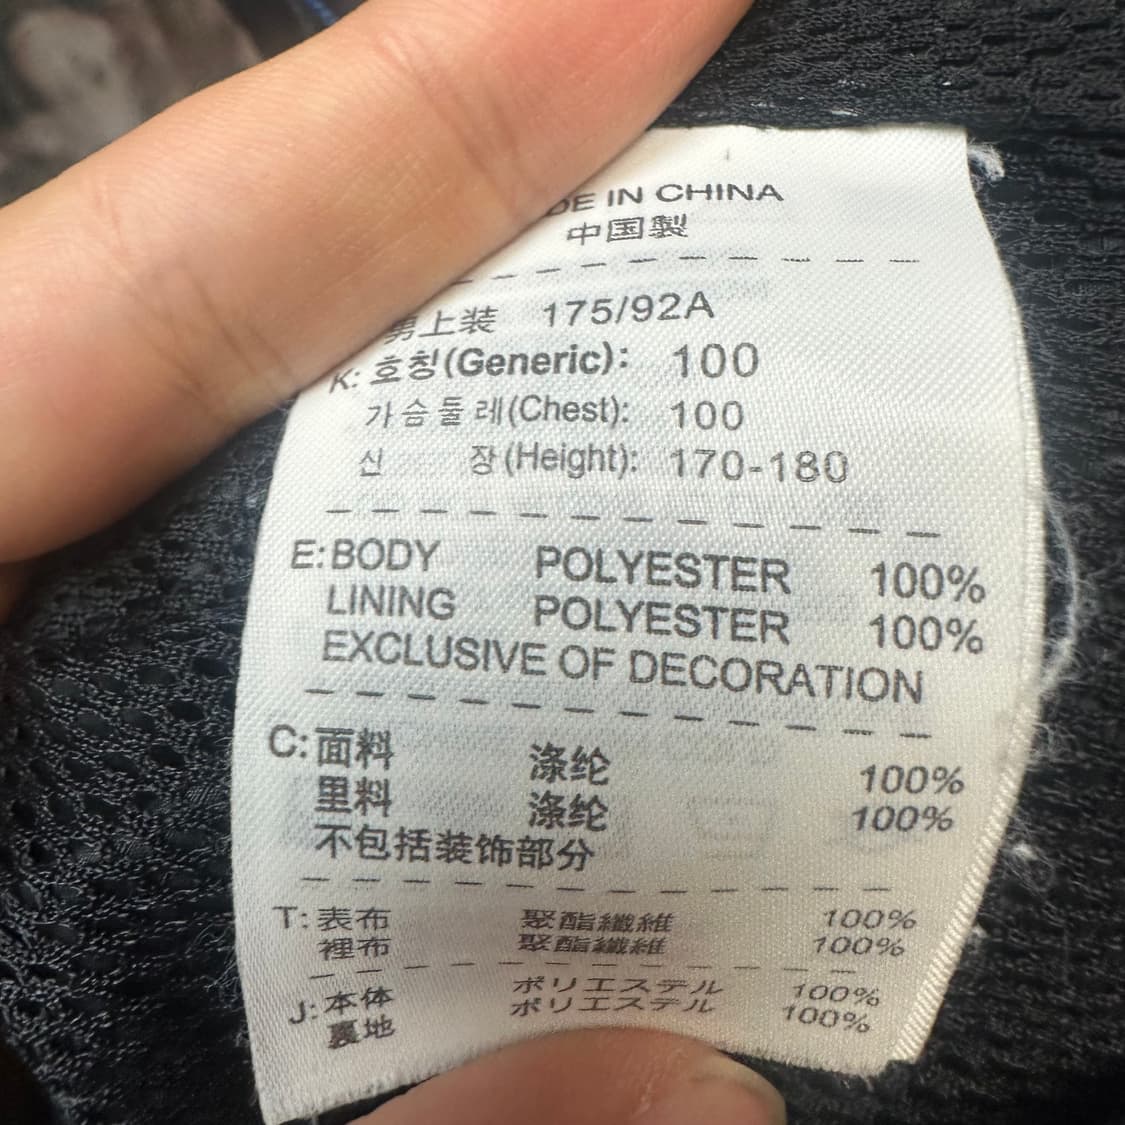 DE IN CHINA
中国製
男上装 175/92A
K: 호칭(Generic): 100
가슴둘레(Chest): 100
신 장(Height): 170-180
E: BODY POLYESTER 100%
LINING POLYESTER 100%
EXCLUSIVE OF DECORATION
C: 面料 涤纶 100%
里料 涤纶 100%
不包括装饰部分
T: 表布 聚酯纖維 100%
裡布 聚酯纖維 100%
J: 本体 ポリエステル 100%
裏地 ポリエステル 100%